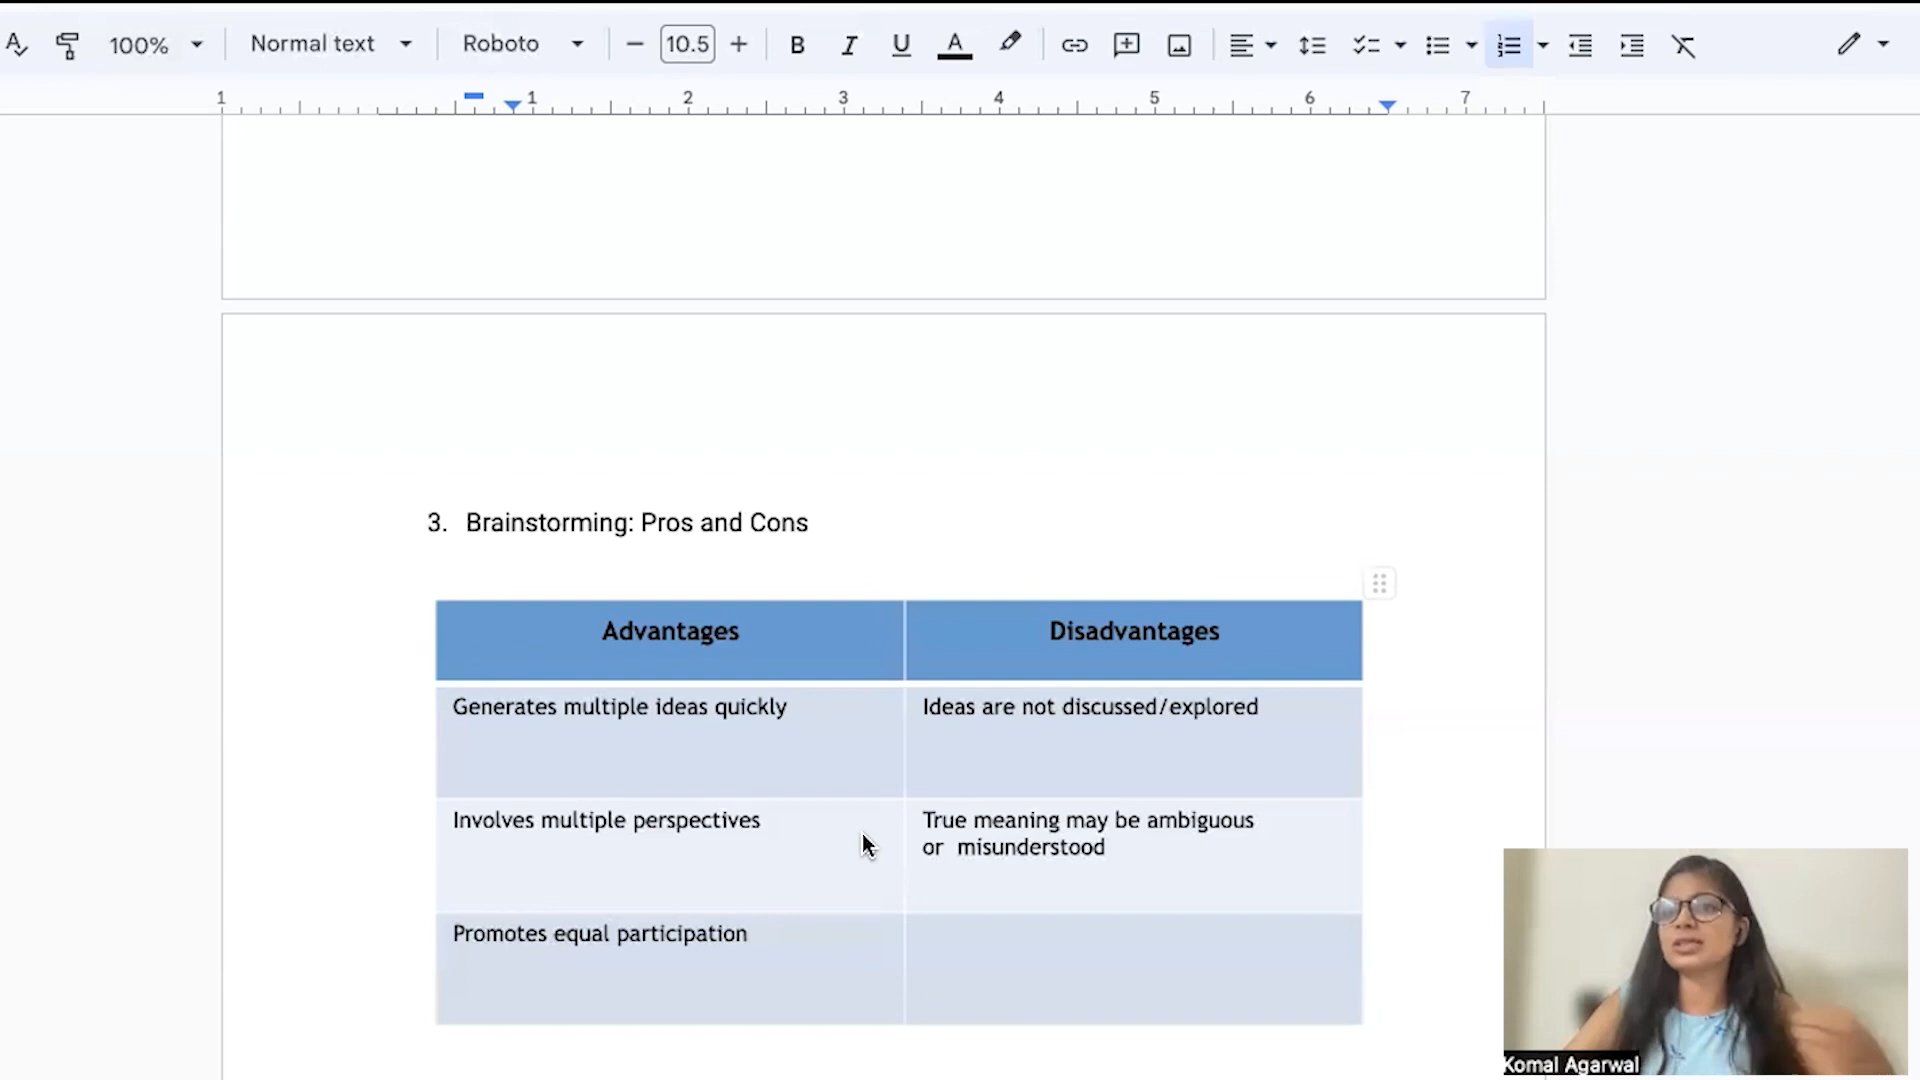 100% Normal text Roboto 10.5 B I U A
1 1 2 3 4 5 6 7
3. Brainstorming: Pros and Cons
Advantages Disadvantages
Generates multiple ideas quickly Ideas are not discussed/explored
Involves multiple perspectives True meaning may be ambiguous
or misunderstood
Promotes equal participation
Komal Agarwal